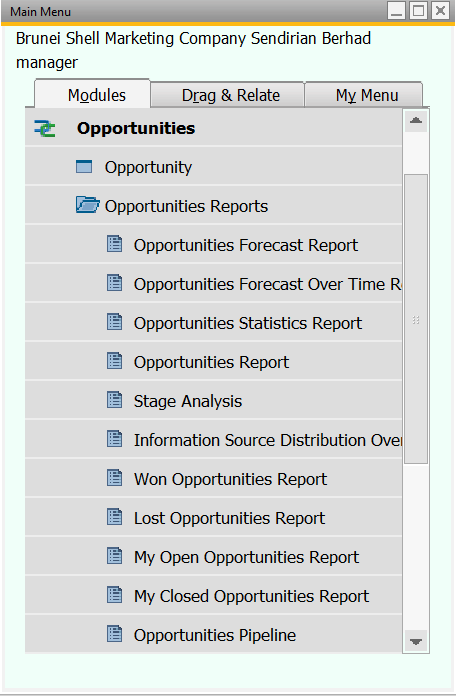 Main Menu
Brunei Shell Marketing Company Sendirian Berhad
manager
Modules Drag & Relate My Menu
Opportunities
Opportunity
Opportunities Reports
Opportunities Forecast Report
Opportunities Forecast Over Time R
Opportunities Statistics Report
Opportunities Report
Stage Analysis
Information Source Distribution Over
Won Opportunities Report
Lost Opportunities Report
My Open Opportunities Report
My Closed Opportunities Report
Opportunities Pipeline